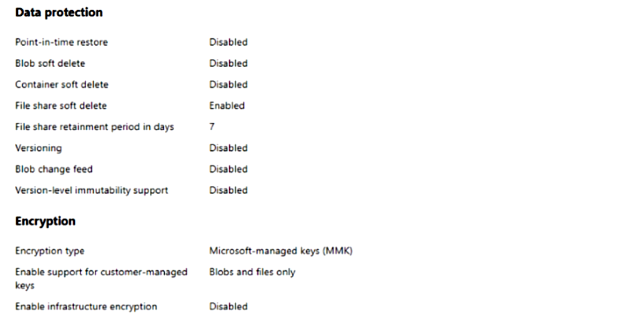 Data protection
Point-in-time restore Disabled
Blob soft delete Disabled
Container soft delete Disabled
File share soft delete Enabled
File share retainment period in days 7
Versioning Disabled
Blob change feed Disabled
Version-level immutability support Disabled
Encryption
Encryption type Microsoft-managed keys (MMK)
Enable support for customer-managed Blobs and files only
keys
Enable infrastructure encryption Disabled